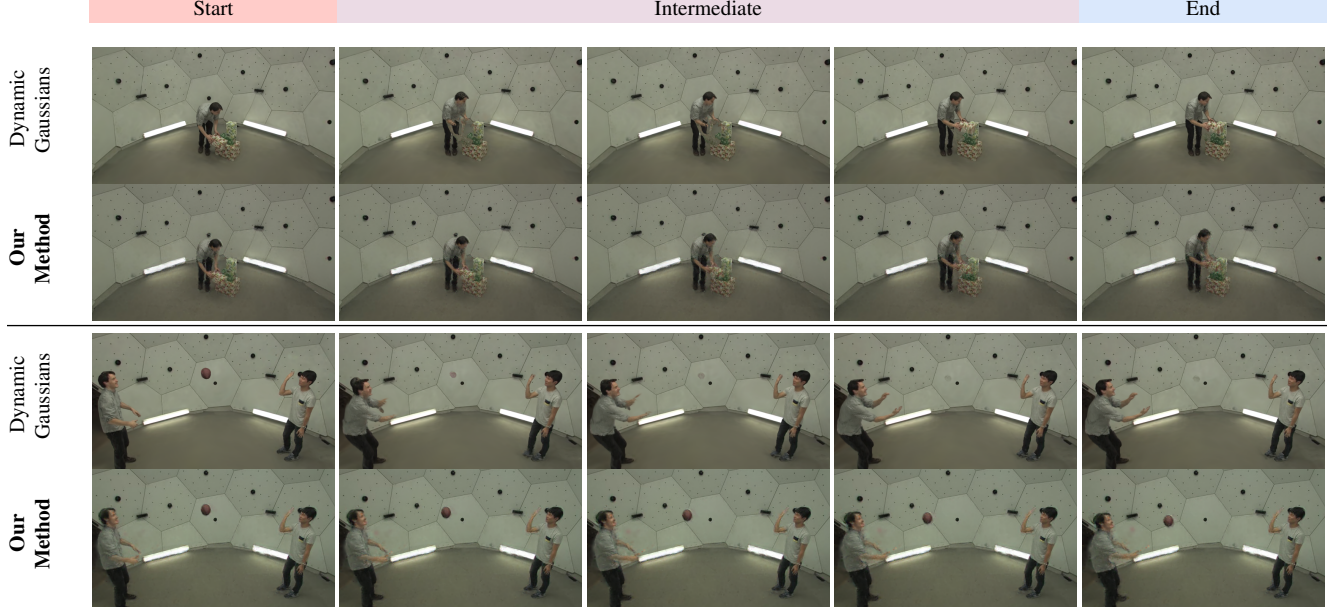 Start
Intermediate
End
Dynamic
Gaussians
Our
Method
Dynamic
Gaussians
Our
Method